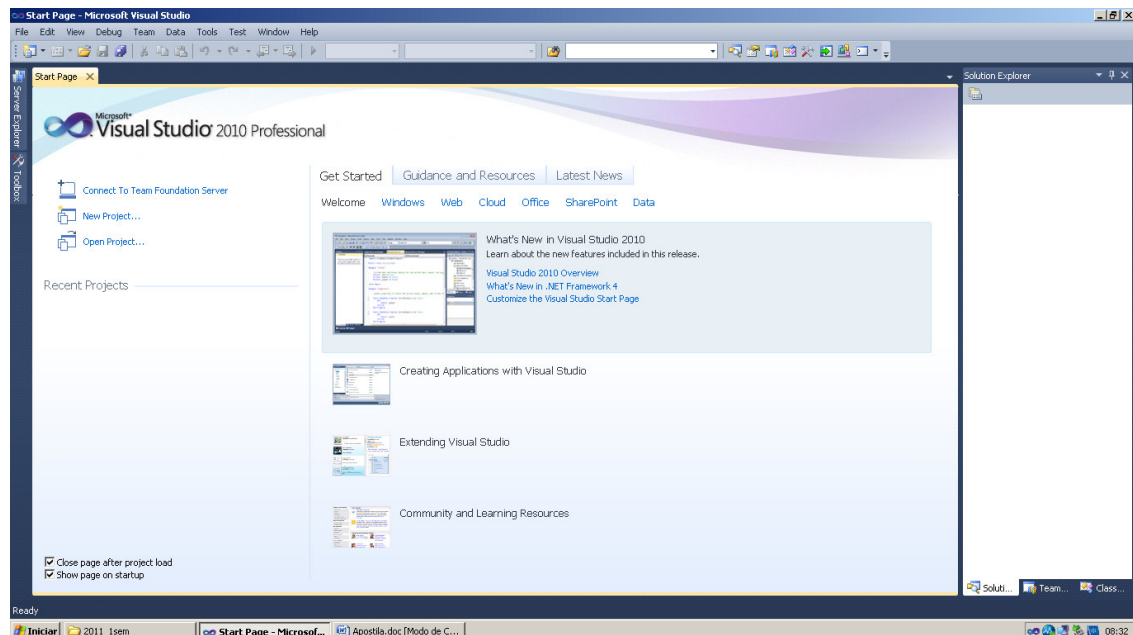 Start Page - Microsoft Visual Studio
File Edit View Debug Team Data Tools Test Window Help
Start Page
Solution Explorer
Server Explorer
Toolbox
Microsoft®
Visual Studio 2010 Professional
Connect To Team Foundation Server
New Project...
Open Project...
Recent Projects
Get Started Guidance and Resources Latest News
Welcome Windows Web Cloud Office SharePoint Data
What's New in Visual Studio 2010
Learn about the new features included in this release.
Visual Studio 2010 Overview
What's New in .NET Framework 4
Customize the Visual Studio Start Page
Creating Applications with Visual Studio
Extending Visual Studio
Community and Learning Resources
Close page after project load
Show page on startup
Soluti... Team... Class...
Ready
Iniciar 2011_1sem Start Page - Microsof... Apostila.doc [Modo de C... 08:32